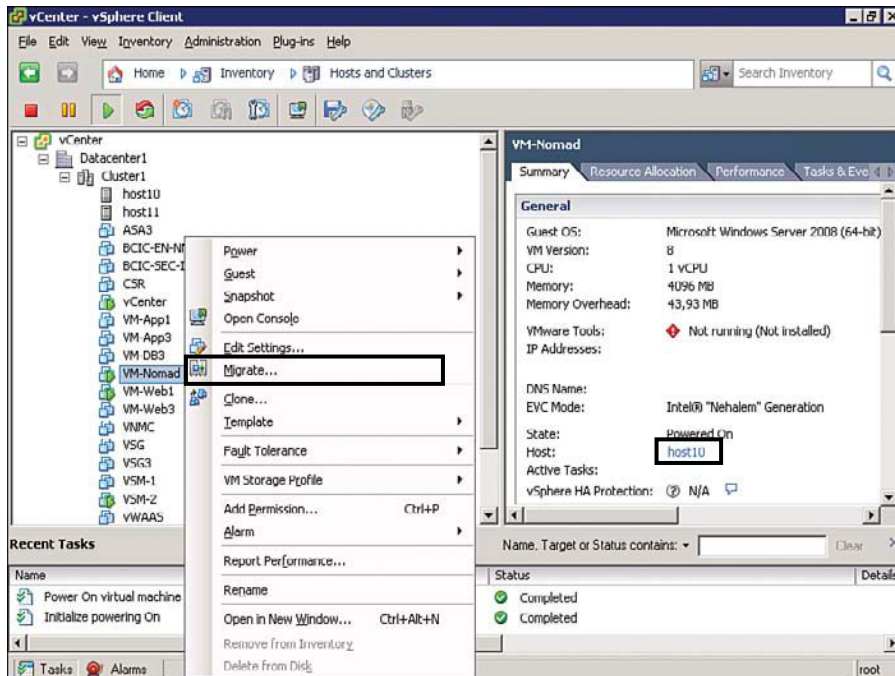 vCenter - vSphere Client
File Edit View Inventory Administration Plug-ins Help
Home Inventory Hosts and Clusters
Search Inventory
vCenter
Datacenter1
Cluster1
host10
host11
ASA3
BCIC-EN-N
BCIC-SEC-I
CSR
vCenter
VM-App1
VM-App3
VM-DB3
VM-Nomad
VM-Web1
VM-Web3
VNMC
VSG
VSG3
VSM-1
VSM-2
vWAAS
Power
Guest
Snapshot
Open Console
Edit Settings...
Migrate...
Clone...
Template
Fault Tolerance
VM Storage Profile
Add Permission... Ctrl+P
Alarm
Report Performance...
Rename
Open in New Window... Ctrl+Alt+N
Remove from Inventory
Delete from Disk
VM-Nomad
Summary Resource Allocation Performance Tasks & Eve
General
Guest OS: Microsoft Windows Server 2008 (64-bit)
VM Version: 8
CPU: 1 vCPU
Memory: 4096 MB
Memory Overhead: 43,93 MB
VMware Tools: Not running (Not installed)
IP Addresses:
DNS Name:
EVC Mode: Intel® "Nehalem" Generation
State: Powered On
Host: host10
Active Tasks:
vSphere HA Protection: N/A
Recent Tasks
Name, Target or Status contains: Clear
Name Status Details
Power On virtual machine Completed
Initialize powering On Completed
Tasks Alarms root